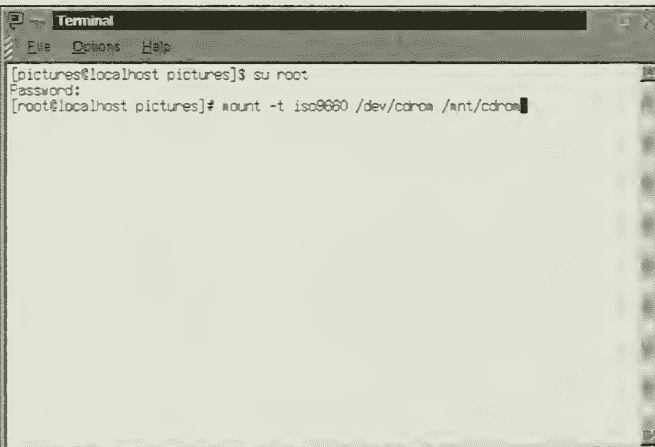 Terminal
File Options Help
[pictures@localhost pictures]$ su root
Password:
[root@localhost pictures]# mount -t iso9660 /dev/cdrom /mnt/cdrom